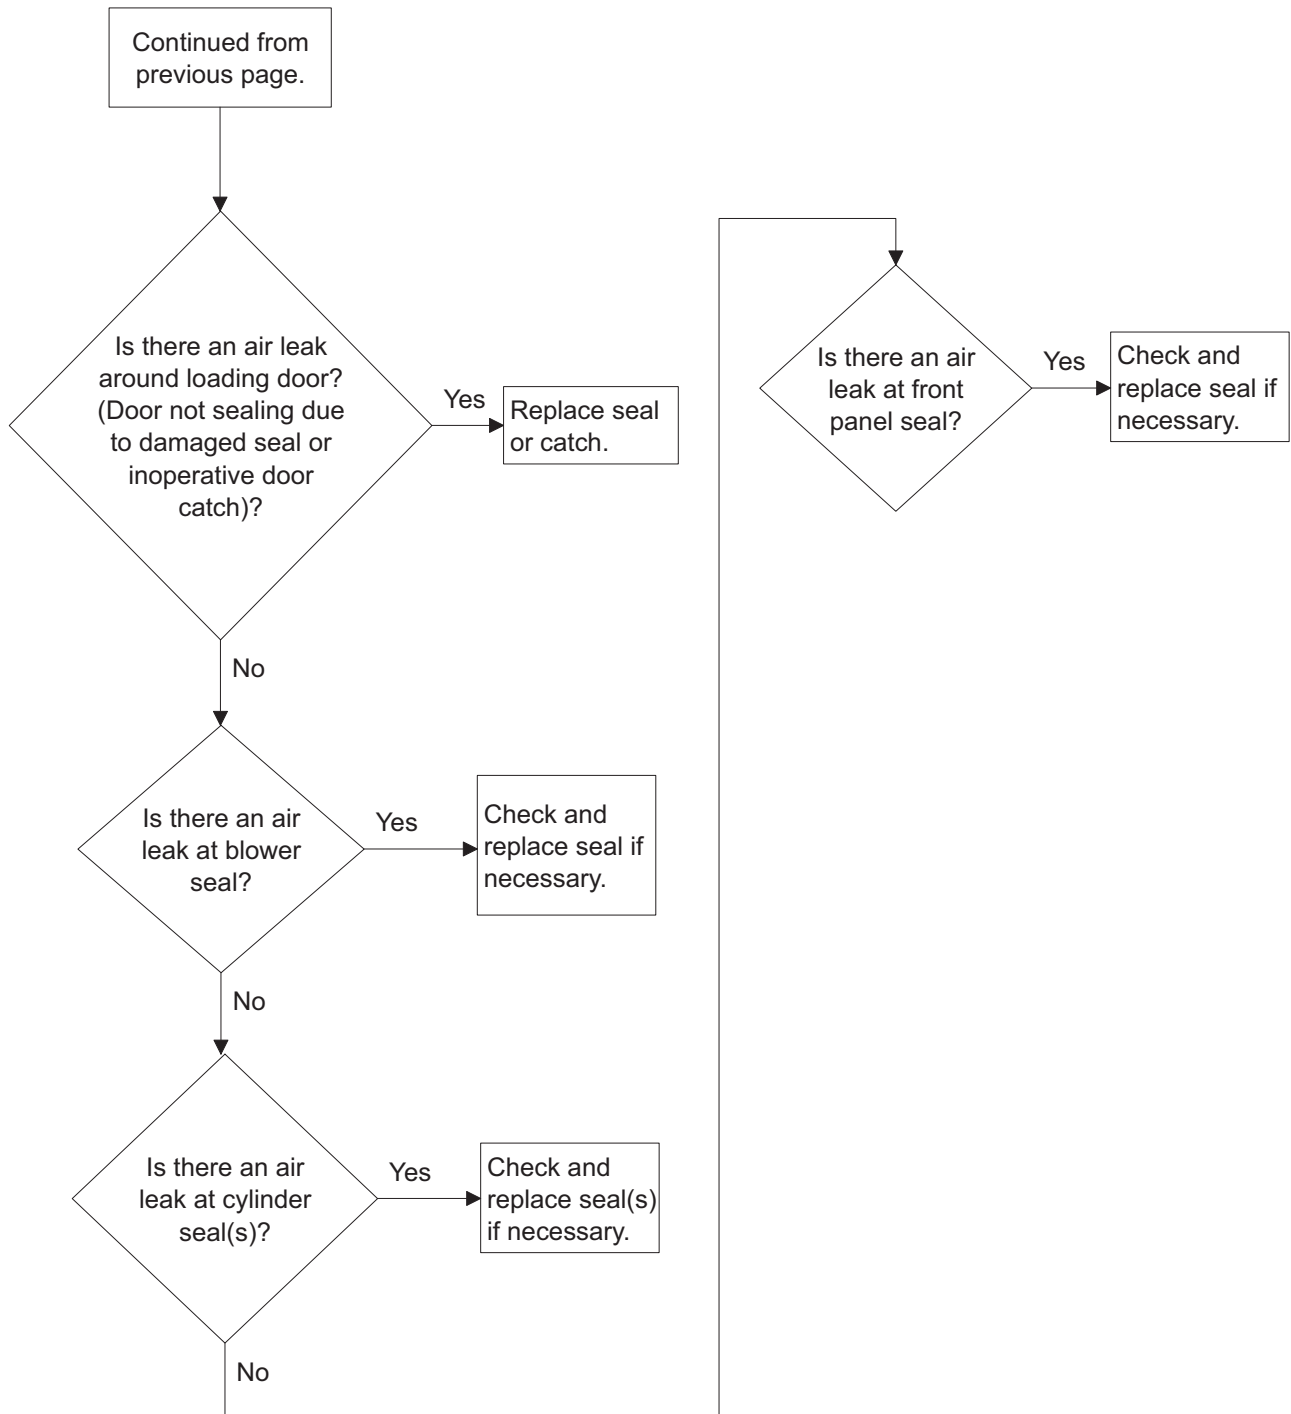 Continued from
previous page.
Is there an air leak
around loading door?
(Door not sealing due
to damaged seal or
inoperative door
catch)?
Yes
Replace seal
or catch.
No
Is there an air
leak at blower
seal?
Yes
Check and
replace seal if
necessary.
No
Is there an air
leak at cylinder
seal(s)?
Yes
Check and
replace seal(s)
if necessary.
No
Is there an air
leak at front
panel seal?
Yes
Check and
replace seal if
necessary.